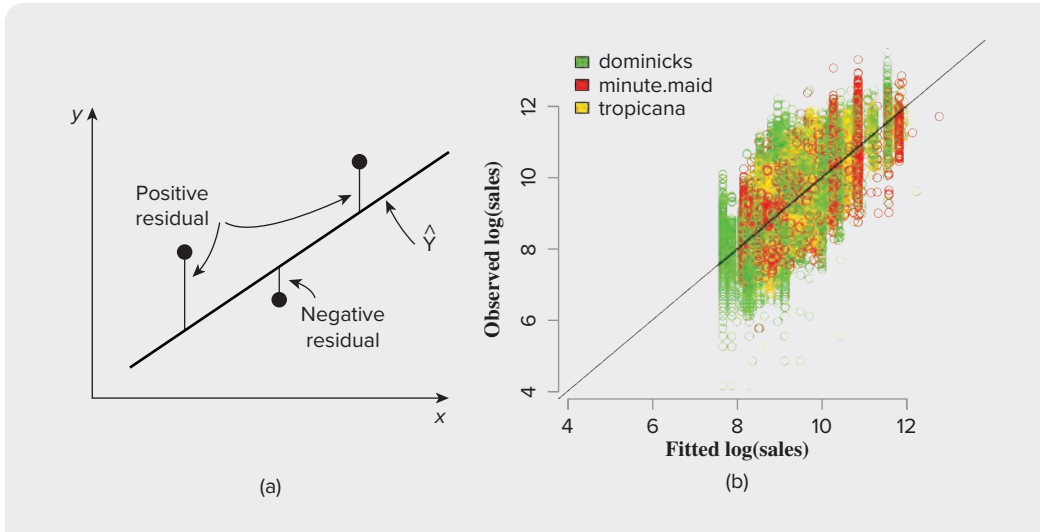 y
Positive
residual
Ŷ
Negative
residual
x
(a)
dominicks
minute.maid
tropicana
Observed log(sales)
12
10
8
6
4
4 6 8 10 12
Fitted log(sales)
(b)